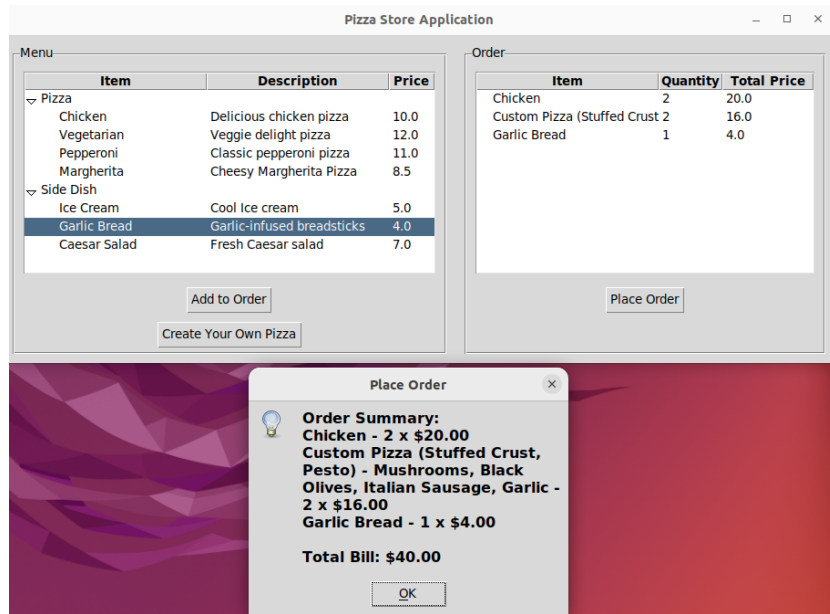 Pizza Store Application
Menu
Item Description Price
Pizza
Chicken Delicious chicken pizza 10.0
Vegetarian Veggie delight pizza 12.0
Pepperoni Classic pepperoni pizza 11.0
Margherita Cheesy Margherita Pizza 8.5
Side Dish
Ice Cream Cool Ice cream 5.0
Garlic Bread Garlic-infused breadsticks 4.0
Caesar Salad Fresh Caesar salad 7.0
Add to Order
Create Your Own Pizza
Order
Item Quantity Total Price
Chicken 2 20.0
Custom Pizza (Stuffed Crust 2 16.0
Garlic Bread 1 4.0
Place Order
Place Order
Order Summary:
Chicken - 2 x $20.00
Custom Pizza (Stuffed Crust,
Pesto) - Mushrooms, Black
Olives, Italian Sausage, Garlic -
2 x $16.00
Garlic Bread - 1 x $4.00
Total Bill: $40.00
OK